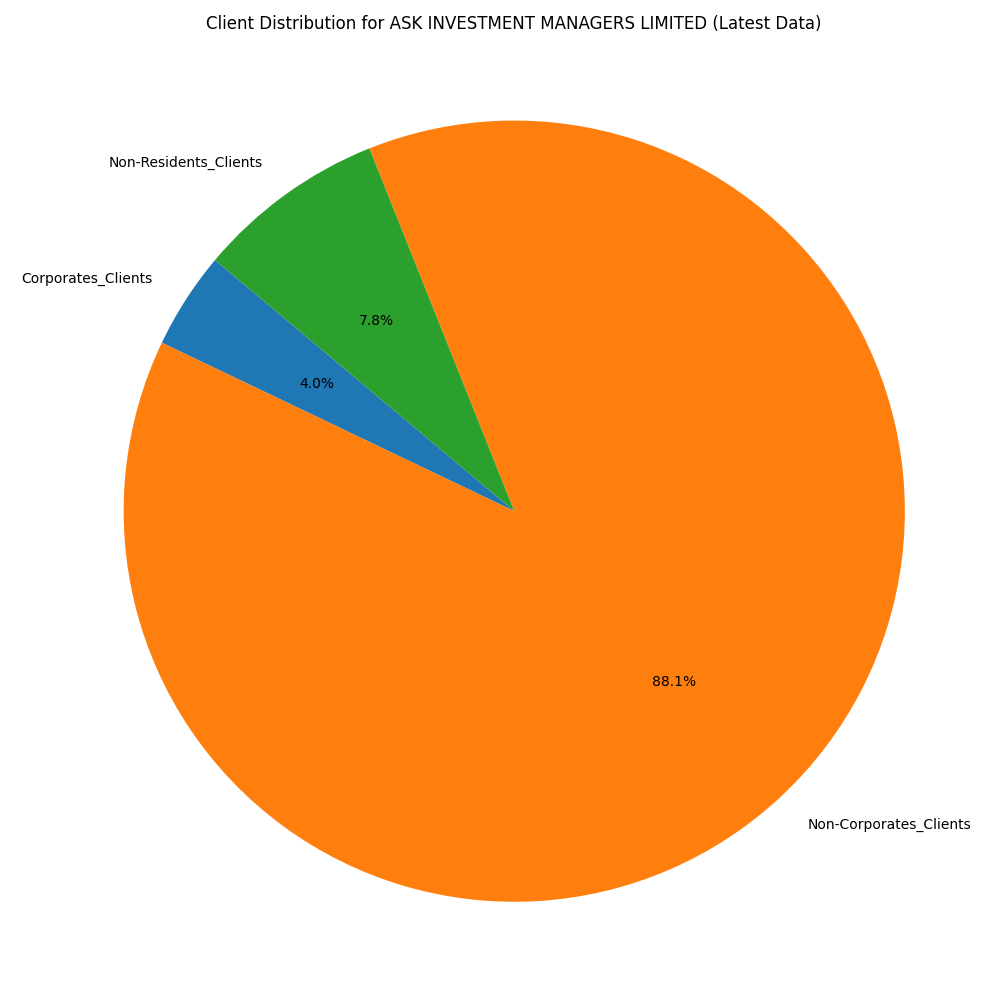 Client Distribution for ASK INVESTMENT MANAGERS LIMITED (Latest Data)
Non-Residents_Clients
Corporates_Clients
7.8%
4.0%
88.1%
Non-Corporates_Clients